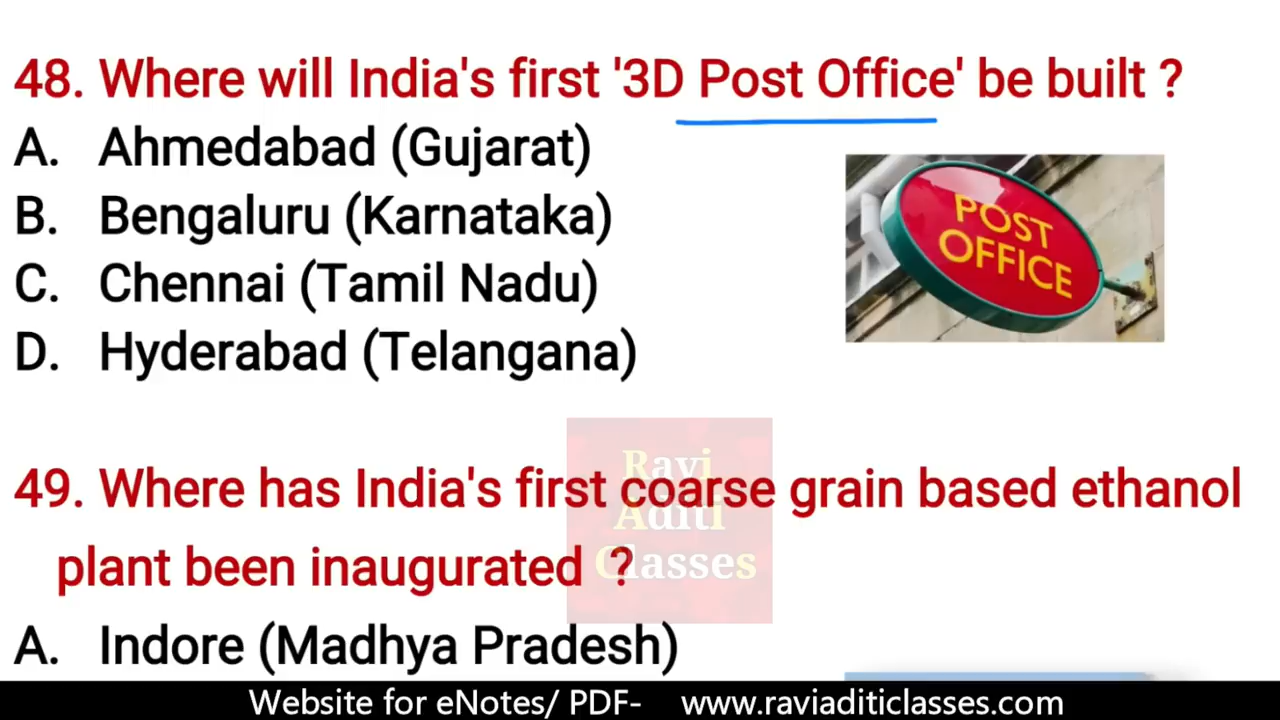 48. Where will India's first '3D Post Office' be built ?
A. Ahmedabad (Gujarat)
B. Bengaluru (Karnataka)
C. Chennai (Tamil Nadu)
D. Hyderabad (Telangana)
POST
OFFICE
49. Where has India's first coarse grain based ethanol
plant been inaugurated ?
Ravi
Aditi
Classes
A. Indore (Madhya Pradesh)
Website for eNotes/ PDF- www.raviaditiclasses.com